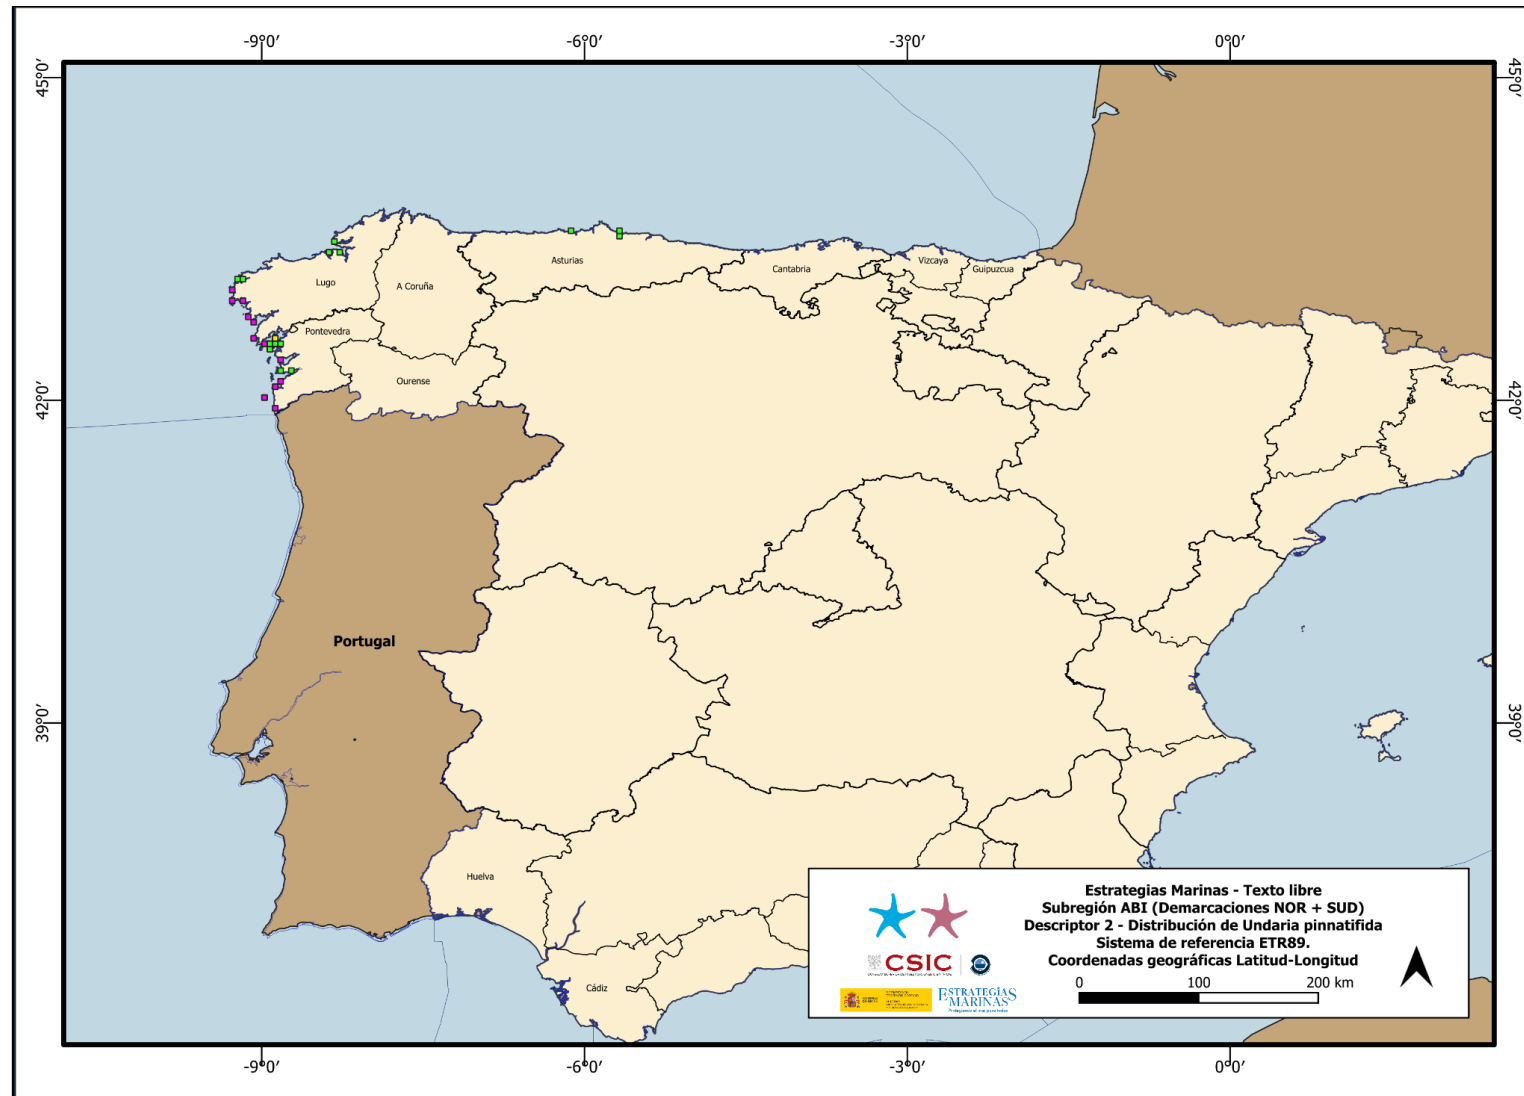 -9°0′ -6°0′ -3°0′ 0°0′
45°0′ 45°0′
Asturias
Cantabria
Vizcaya
Guipuzcua
Lugo
A Coruña
Pontevedra
Ourense
42°0′ 42°0′
Portugal
39°0′ 39°0′
Huelva
Cádiz
Estrategias Marinas - Texto libre
Subregión ABI (Demarcaciones NOR + SUD)
Descriptor 2 - Distribución de Undaria pinnatifida
Sistema de referencia ETR89.
Coordenadas geográficas Latitud-Longitud
0 100 200 km
CSIC
ESTRATEGIAS
MARINAS
-9°0′ -6°0′ -3°0′ 0°0′